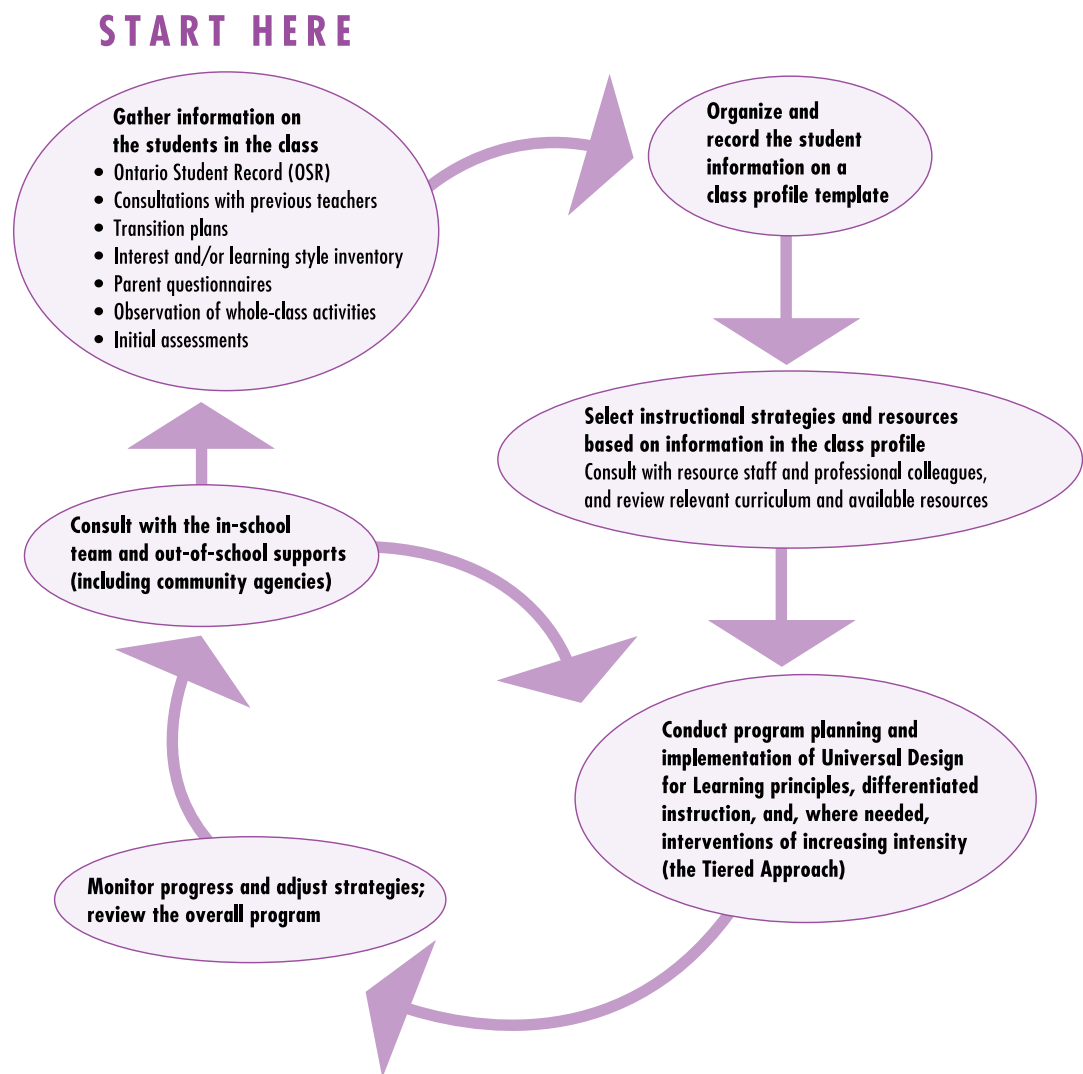 START HERE
Gather information on
the students in the class
• Ontario Student Record (OSR)
• Consultations with previous teachers
• Transition plans
• Interest and/or learning style inventory
• Parent questionnaires
• Observation of whole-class activities
• Initial assessments
Organize and
record the student
information on a
class profile template
Select instructional strategies and resources
based on information in the class profile
Consult with resource staff and professional colleagues,
and review relevant curriculum and available resources
Conduct program planning and
implementation of Universal Design
for Learning principles, differentiated
instruction, and, where needed,
interventions of increasing intensity
(the Tiered Approach)
Monitor progress and adjust strategies;
review the overall program
Consult with the in-school
team and out-of-school supports
(including community agencies)